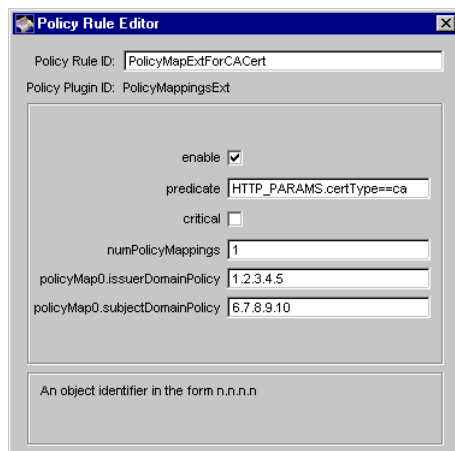 Policy Rule Editor
Policy Rule ID: PolicyMapExtForCACert
Policy Plugin ID: PolicyMappingsExt
enable
predicate HTTP_PARAMS.certType==ca
critical
numPolicyMappings 1
policyMap0.issuerDomainPolicy 1.2.3.4.5
policyMap0.subjectDomainPolicy 6.7.8.9.10
An object identifier in the form n.n.n.n